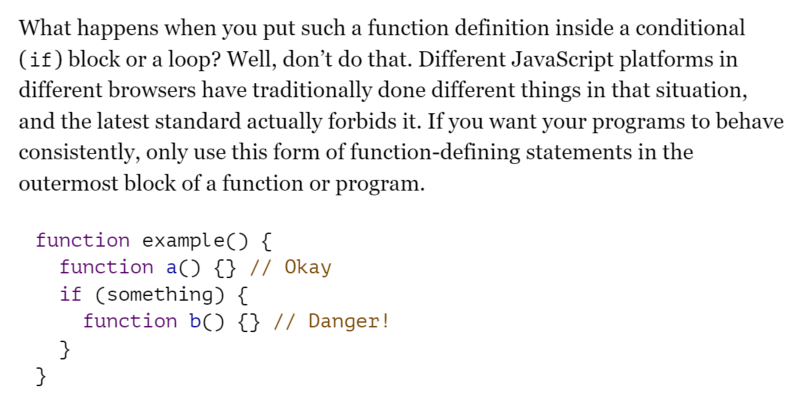 What happens when you put such a function definition inside a conditional
(if) block or a loop? Well, don’t do that. Different JavaScript platforms in
different browsers have traditionally done different things in that situation,
and the latest standard actually forbids it. If you want your programs to behave
consistently, only use this form of function-defining statements in the
outermost block of a function or program.
function example() {
  function a() {} // Okay
  if (something) {
    function b() {} // Danger!
  }
}